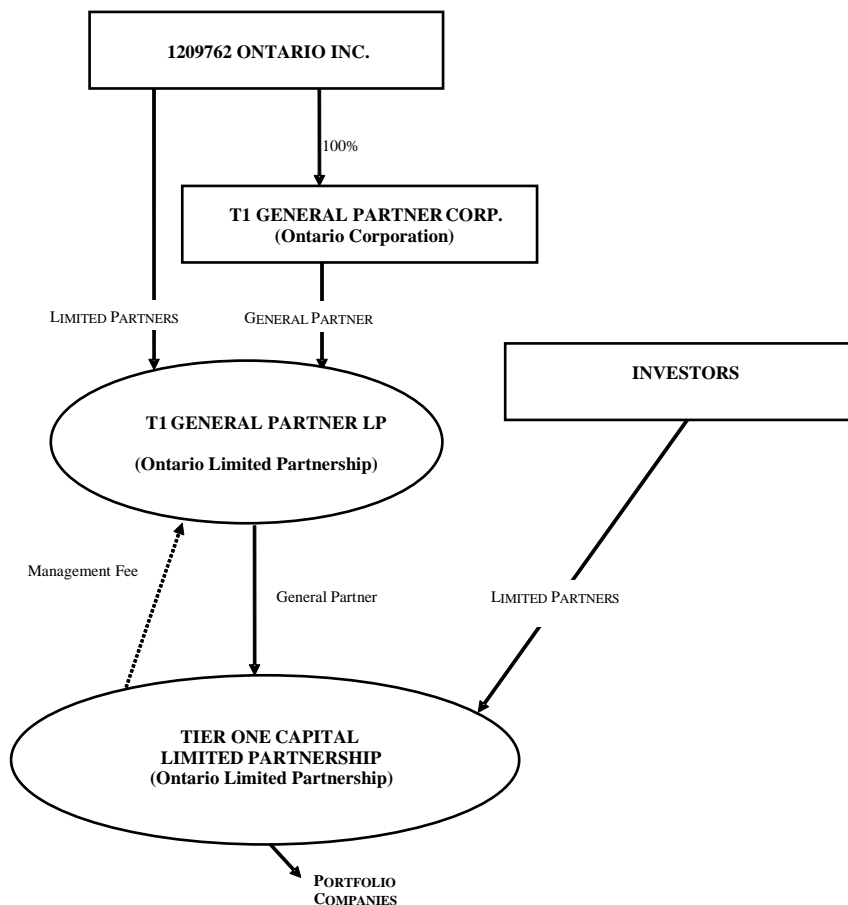 1209762 ONTARIO INC.
100%
T1 GENERAL PARTNER CORP.
(Ontario Corporation)
LIMITED PARTNERS
GENERAL PARTNER
INVESTORS
T1 GENERAL PARTNER LP
(Ontario Limited Partnership)
Management Fee
General Partner
LIMITED PARTNERS
TIER ONE CAPITAL
LIMITED PARTNERSHIP
(Ontario Limited Partnership)
PORTFOLIO
COMPANIES